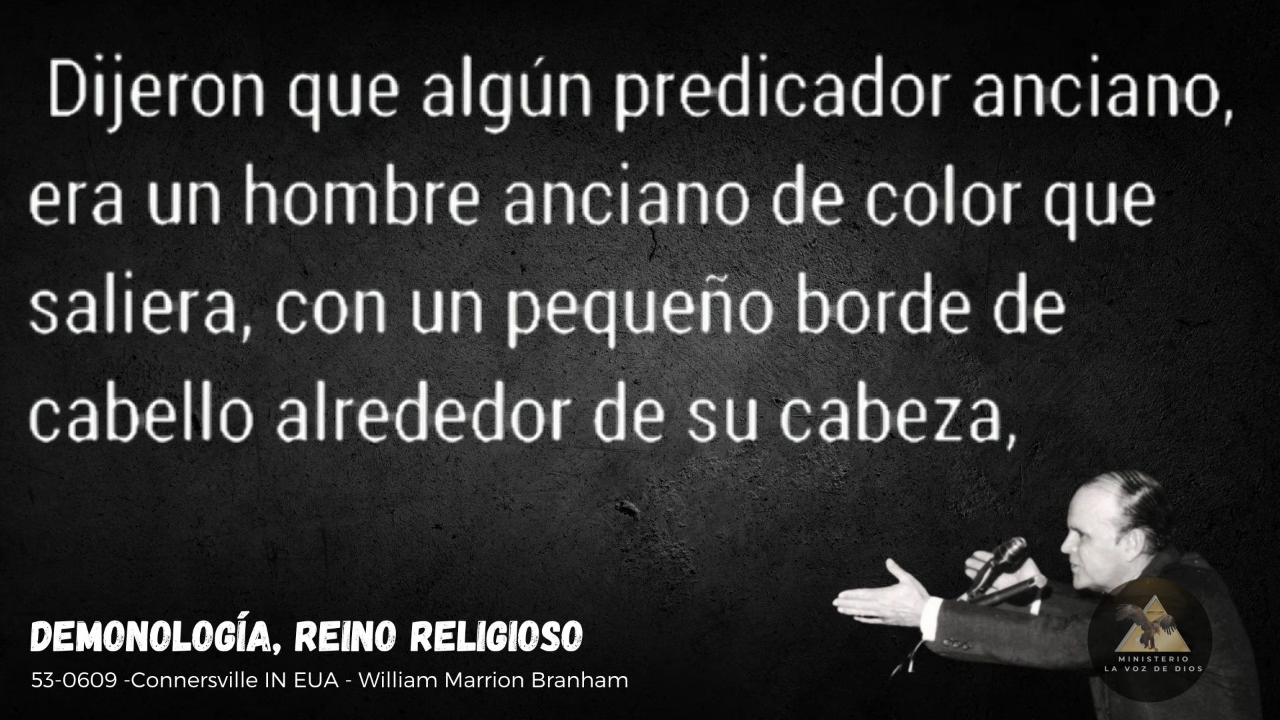 Dijeron que algún predicador anciano,
era un hombre anciano de color que
saliera, con un pequeño borde de
cabello alrededor de su cabeza,
DEMONOLOGÍA, REINO RELIGIOSO
53-0609 -Connersville IN EUA - William Marrion Branham
MINISTERIO
LA VOZ DE DIOS